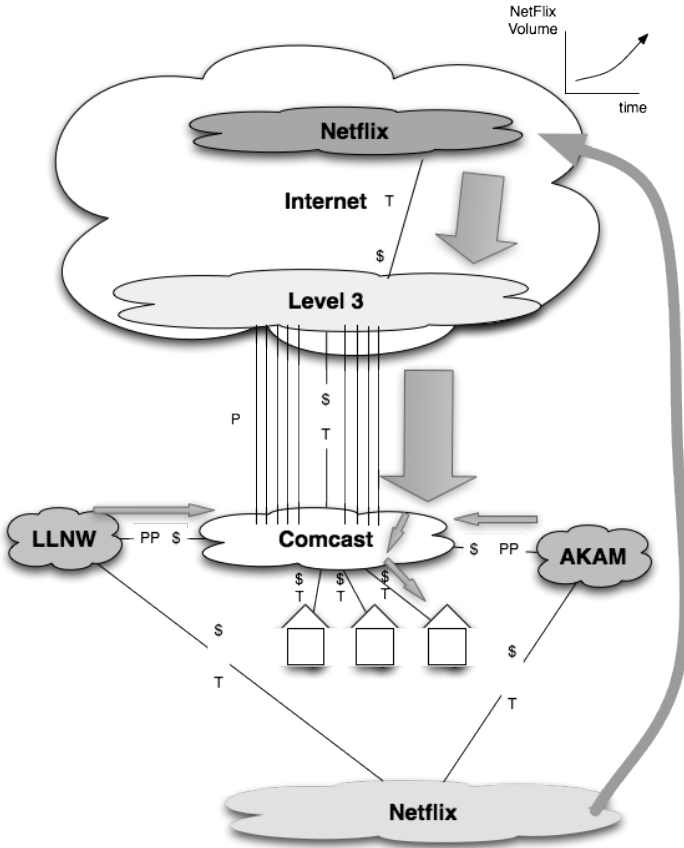 NetFlix
Volume
time
Netflix
Internet T
$
Level 3
P
$
T
LLNW
PP $
Comcast
$ PP
AKAM
$ $ $
T T T
$
T
$
T
Netflix